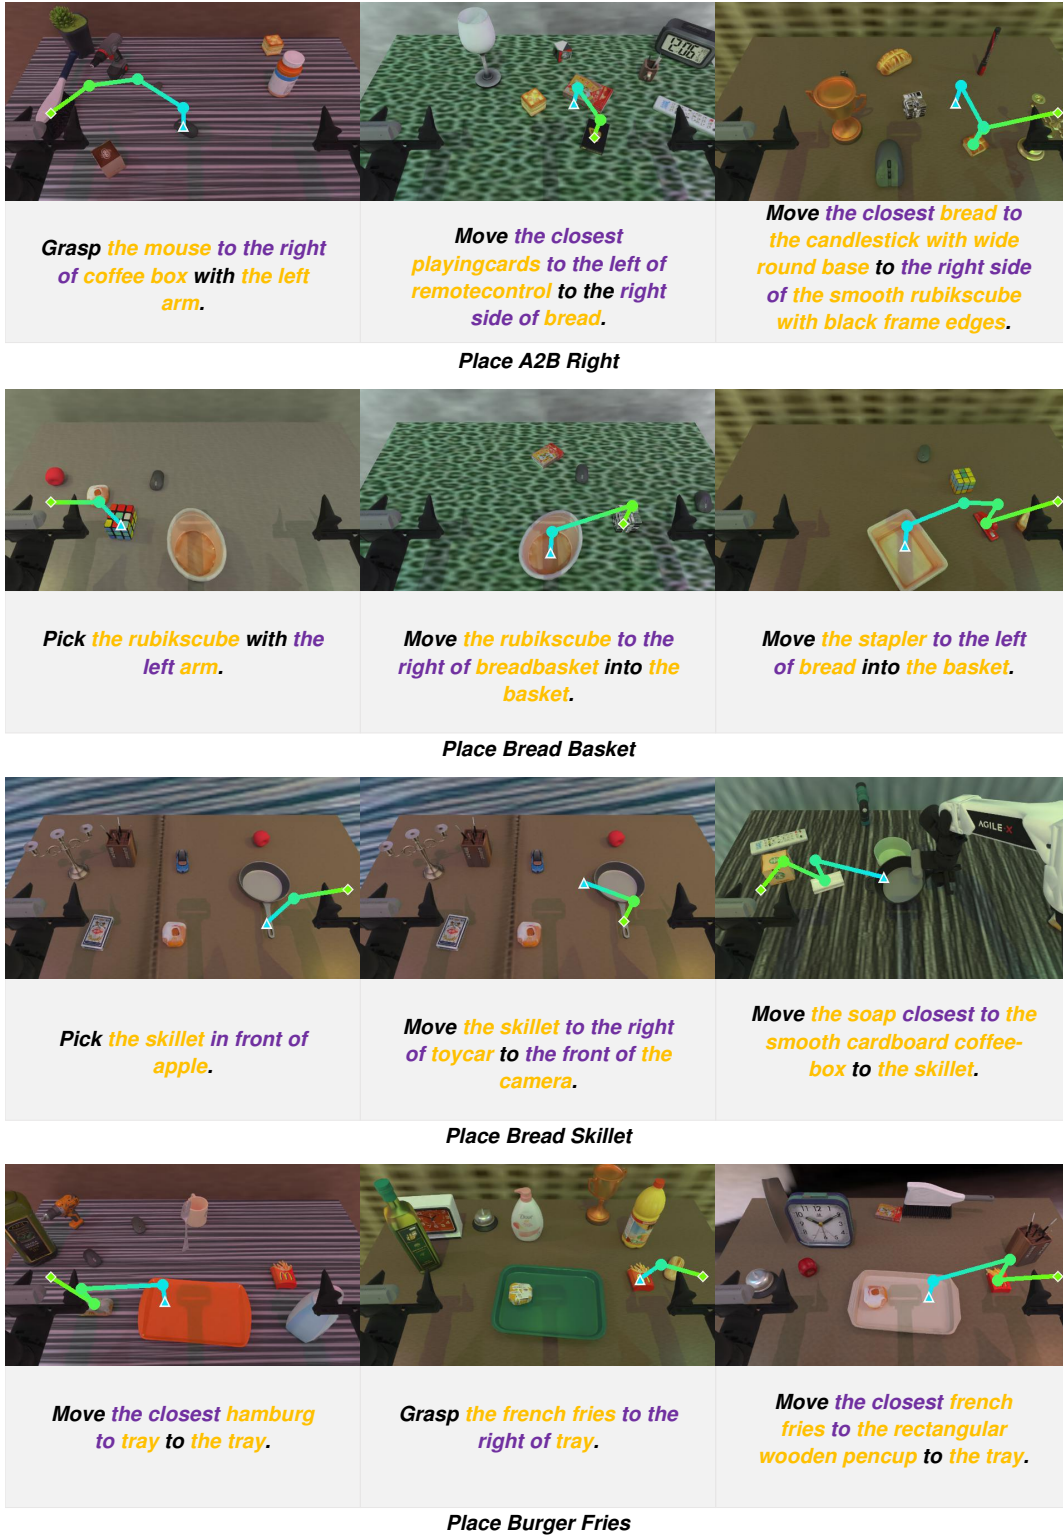 12:06
Grasp the mouse to the right
of coffee box with the left
arm.
Move the closest
playingcards to the left of
remotecontrol to the right
side of bread.
Move the closest bread to
the candlestick with wide
round base to the right side
of the smooth rubikscube
with black frame edges.
Place A2B Right
Pick the rubikscube with the
left arm.
Move the rubikscube to the
right of breadbasket into the
basket.
Move the stapler to the left
of bread into the basket.
Place Bread Basket
AGILE·X
Pick the skillet in front of
apple.
Move the skillet to the right
of toycar to the front of the
camera.
Move the soap closest to the
smooth cardboard coffee-
box to the skillet.
Place Bread Skillet
Move the closest hamburg
to tray to the tray.
Grasp the french fries to the
right of tray.
Move the closest french
fries to the rectangular
wooden pencup to the tray.
Place Burger Fries